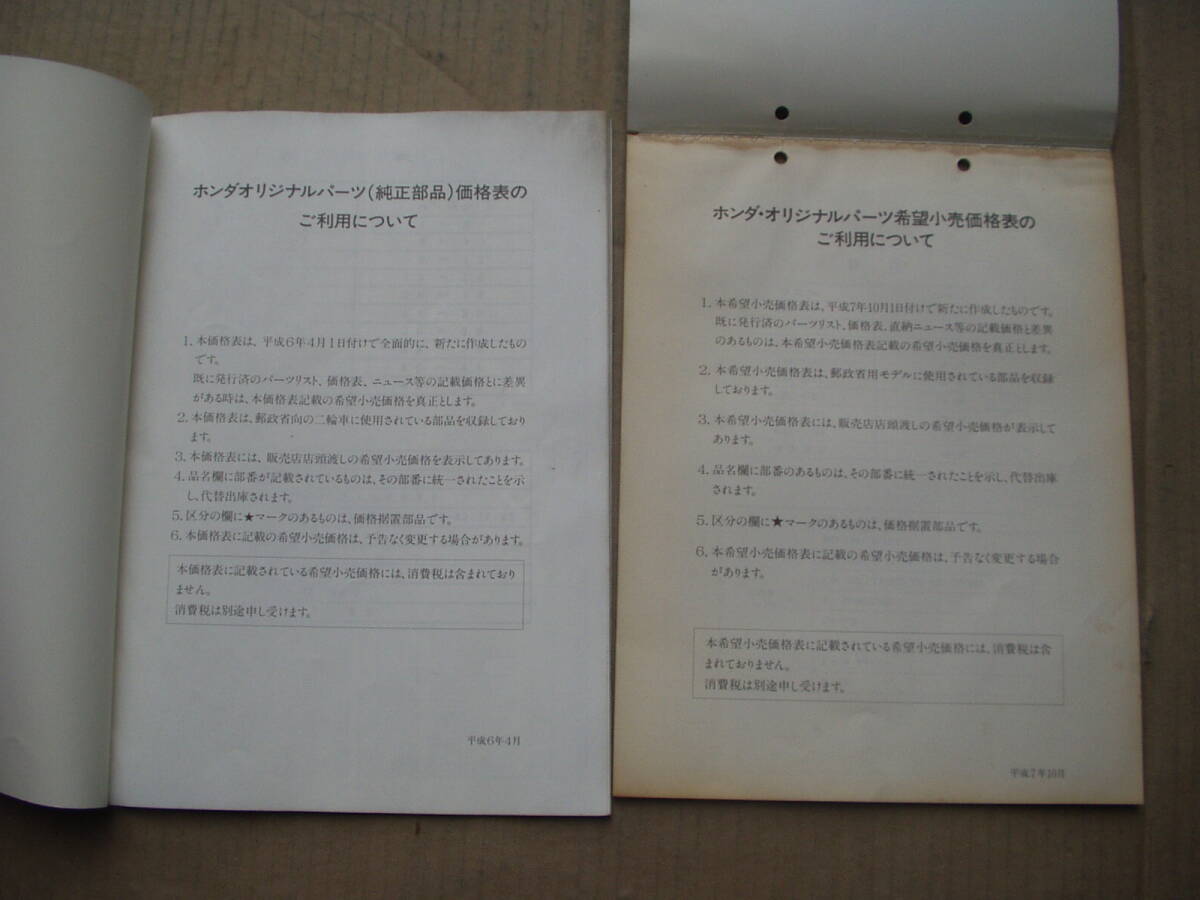 ホンダオリジナルパーツ(純正部品)価格表の
ご利用について
1. 本価格表は、平成6年4月1日付けで全面的に、新たに作成したもの
です。
既に発行済のパーツリスト、価格表、ニュース等の記載価格とに差異
がある時は、本価格表記載の希望小売価格を真正とします。
2. 本価格表は、郵政省向の二輪車に使用されている部品を収録しており
ます。
3. 本価格表には、販売店店頭渡しの希望小売価格を表示してあります。
4. 品名欄に部番が記載されているものは、その部番に統一されたことを示
し、代替出庫されます。
5. 区分の欄に★マークのあるものは、価格据置部品です。
6. 本価格表に記載の希望小売価格は、予告なく変更する場合があります。
本価格表に記載されている希望小売価格には、消費税は含まれており
ません。
消費税は別途申し受けます。
平成6年4月
ホンダ・オリジナルパーツ希望小売価格表の
ご利用について
1. 本希望小売価格表は、平成7年10月1日付けで新たに作成したものです。
既に発行済のパーツリスト、価格表、直納ニュース等の記載価格と差異
のあるものは、本希望小売価格表記載の希望小売価格を真正とします。
2. 本希望小売価格表は、郵政省用モデルに使用されている部品を収録
しております。
3. 本希望小売価格表には、販売店店頭渡しの希望小売価格が表示して
あります。
4. 品名欄に部番のあるものは、その部番に統一されたことを示し、代替出庫
されます。
5. 区分の欄に★マークのあるものは、価格据置部品です。
6. 本希望小売価格表に記載の希望小売価格は、予告なく変更する場合
があります。
本希望小売価格表に記載されている希望小売価格には、消費税は含
まれておりません。
消費税は別途申し受けます。
平成7年10月